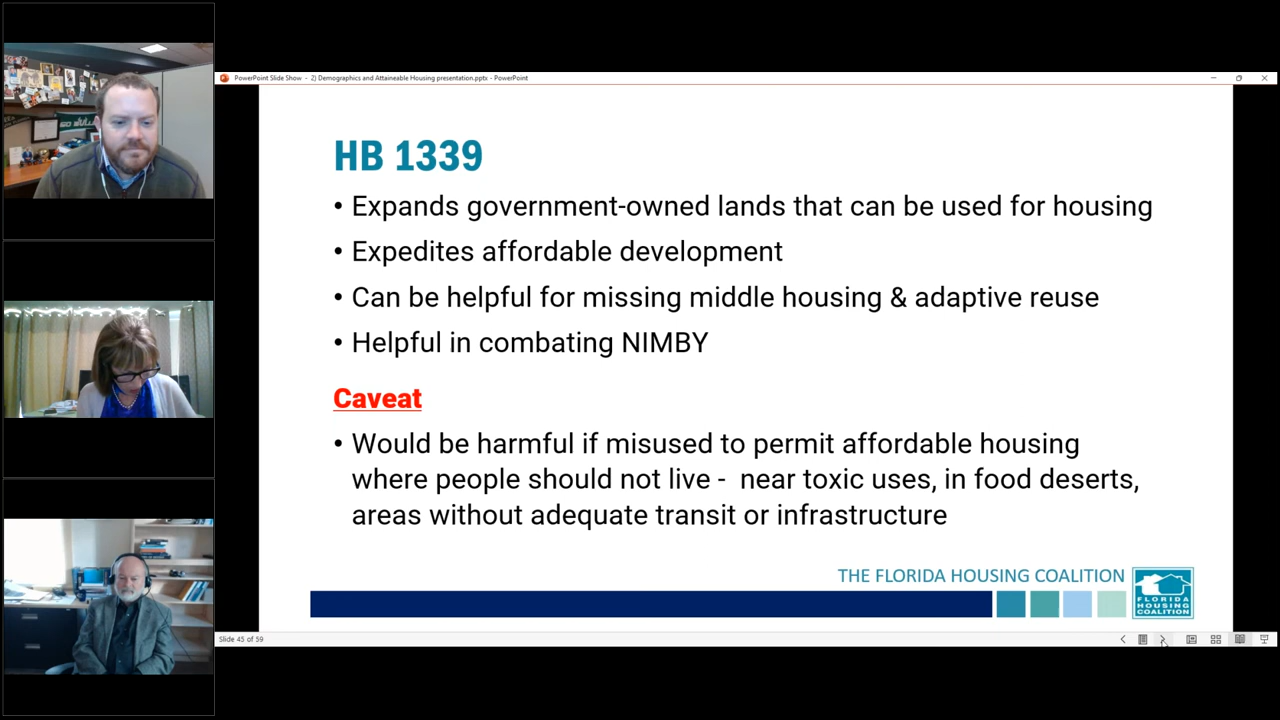 PowerPoint Slide Show - 2) Demographics and Attaineable Housing presentation.pptx - PowerPoint
HB 1339
• Expands government-owned lands that can be used for housing
• Expedites affordable development
• Can be helpful for missing middle housing & adaptive reuse
• Helpful in combating NIMBY
Caveat
• Would be harmful if misused to permit affordable housing
where people should not live - near toxic uses, in food deserts,
areas without adequate transit or infrastructure
THE FLORIDA HOUSING COALITION
FLORIDA
HOUSING
COALITION
Slide 45 of 59